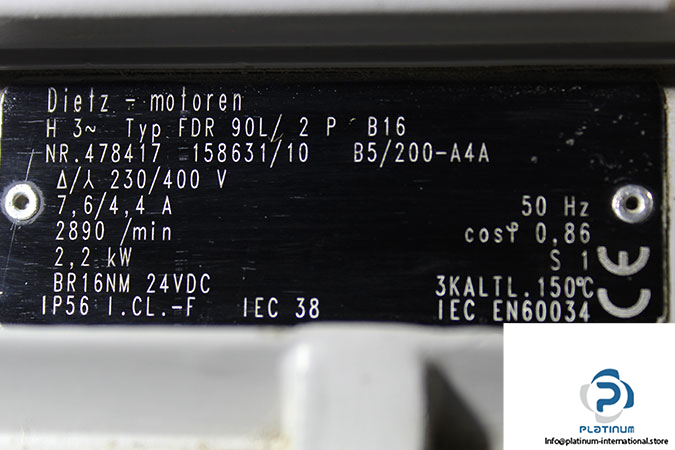 Dietz - motoren
H 3~ Typ FDR 90L/ 2 P B16
NR.478417 158631/10 B5/200-A4A
Δ/⅄ 230/400 V
7,6/4,4 A 50 Hz
2890 /min cosφ 0,86
2,2 kW S 1
BR16NM 24VDC 3KALTL.150°C
IP56 I.CL.-F IEC 38 IEC EN60034
CE
PLATINUM
Info@platinum-international.store